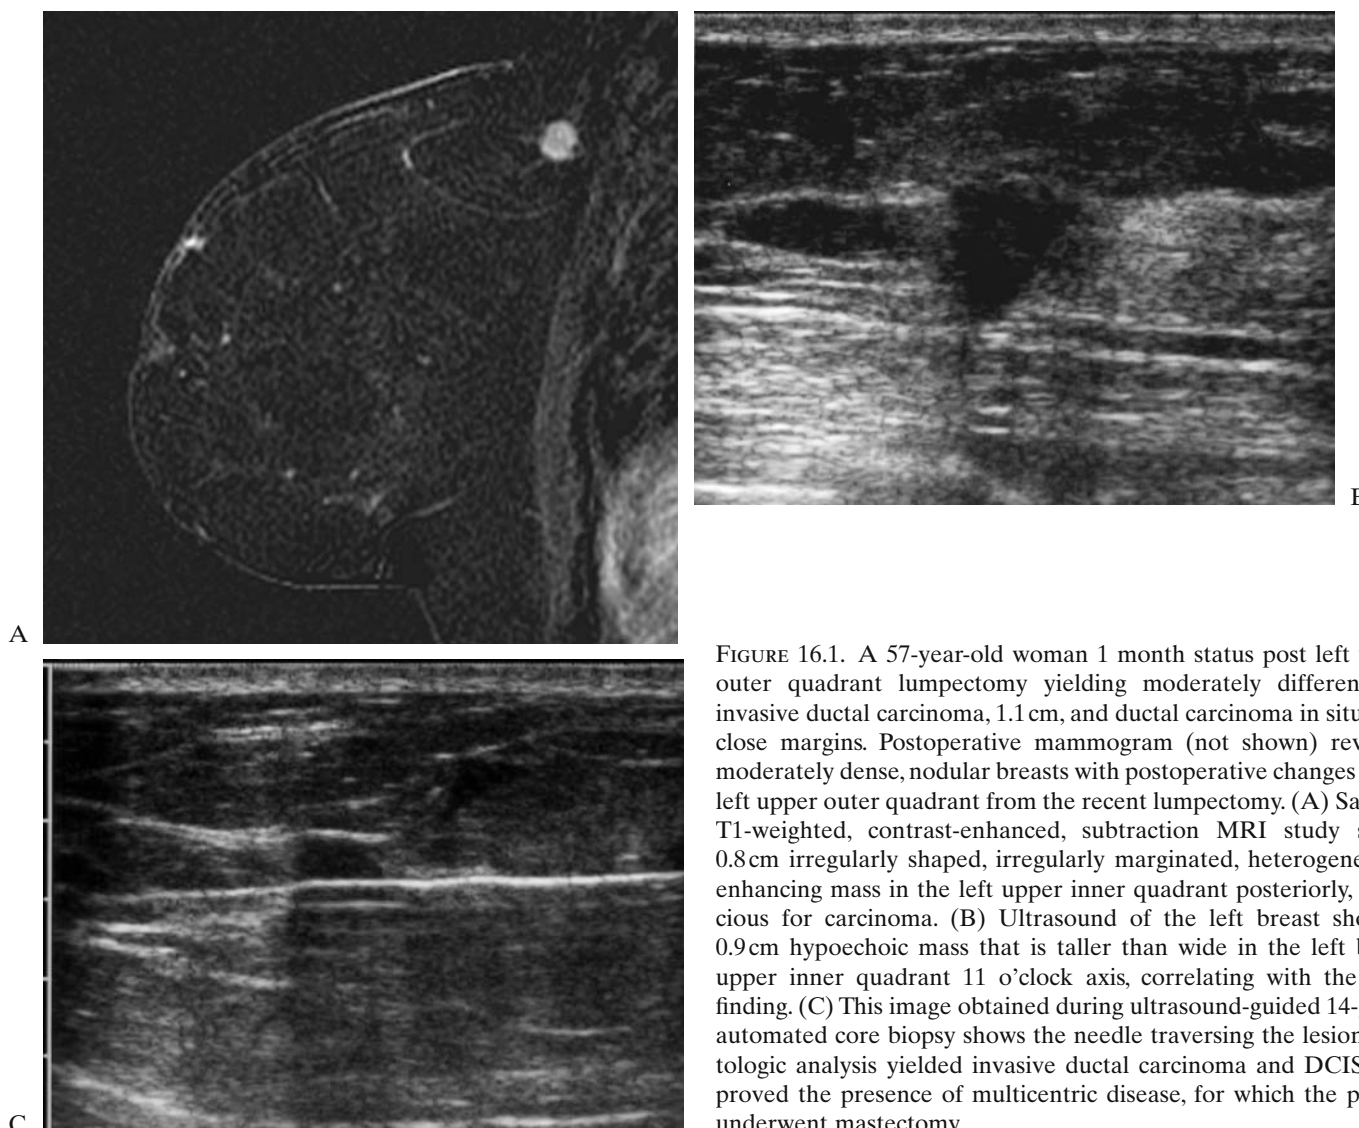 A
B
C
FIGURE 16.1. A 57-year-old woman 1 month status post left
outer quadrant lumpectomy yielding moderately differen
invasive ductal carcinoma, 1.1 cm, and ductal carcinoma in situ
close margins. Postoperative mammogram (not shown) rev
moderately dense, nodular breasts with postoperative changes
left upper outer quadrant from the recent lumpectomy. (A) Sa
T1-weighted, contrast-enhanced, subtraction MRI study s
0.8 cm irregularly shaped, irregularly marginated, heterogene
enhancing mass in the left upper inner quadrant posteriorly,
cious for carcinoma. (B) Ultrasound of the left breast sho
0.9 cm hypoechoic mass that is taller than wide in the left b
upper inner quadrant 11 o'clock axis, correlating with the
finding. (C) This image obtained during ultrasound-guided 14-
automated core biopsy shows the needle traversing the lesion
tologic analysis yielded invasive ductal carcinoma and DCIS
proved the presence of multicentric disease, for which the p
underwent mastectomy